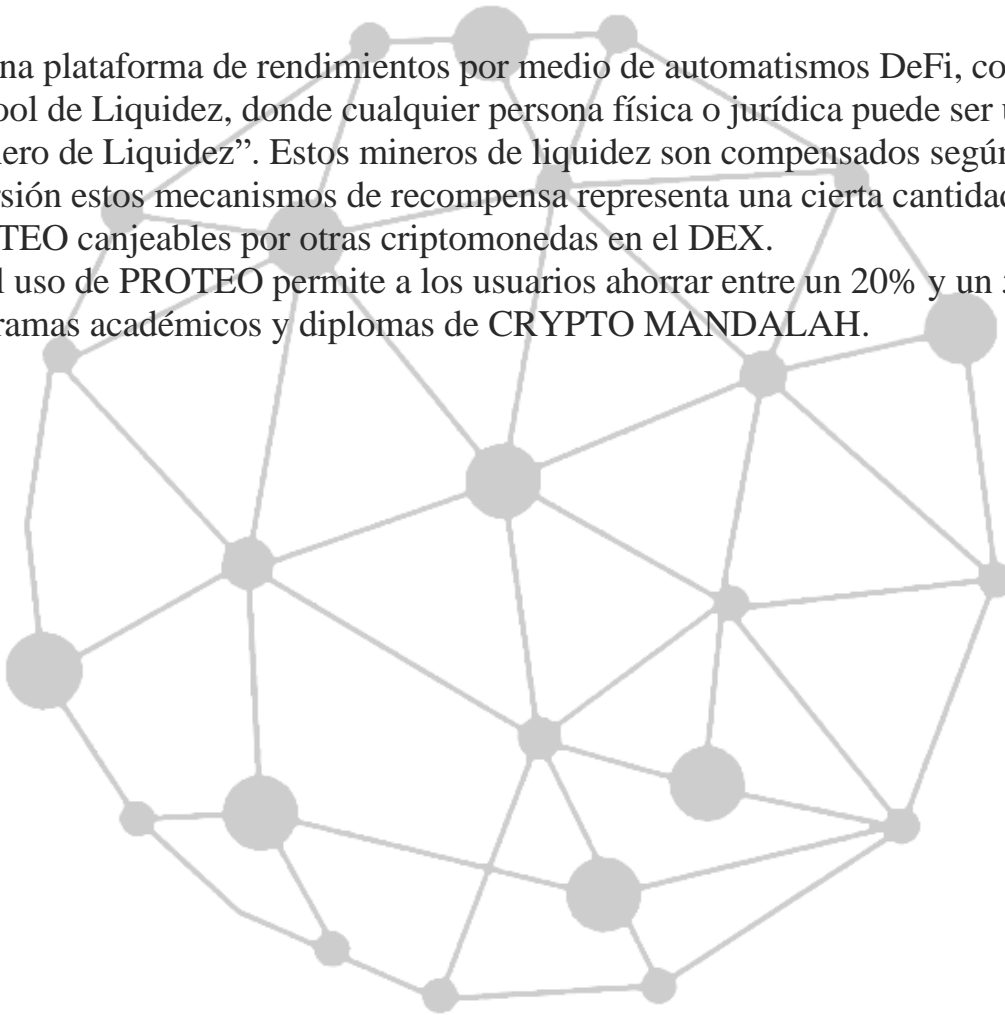 na plataforma de rendimientos por medio de automatismos DeFi, co
ool de Liquidez, donde cualquier persona física o jurídica puede ser u
ero de Liquidez”. Estos mineros de liquidez son compensados según
rsión estos mecanismos de recompensa representa una cierta cantidad
TEO canjeables por otras criptomonedas en el DEX.
l uso de PROTEO permite a los usuarios ahorrar entre un 20% y un
ramas académicos y diplomas de CRYPTO MANDALAH.